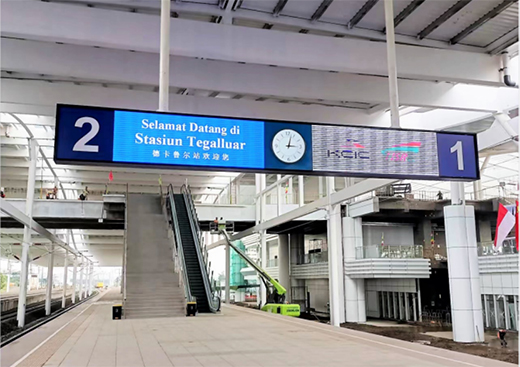 2
Selamat Datang di
Stasiun Tegalluar
德卡鲁尔站欢迎您
KCIC
1